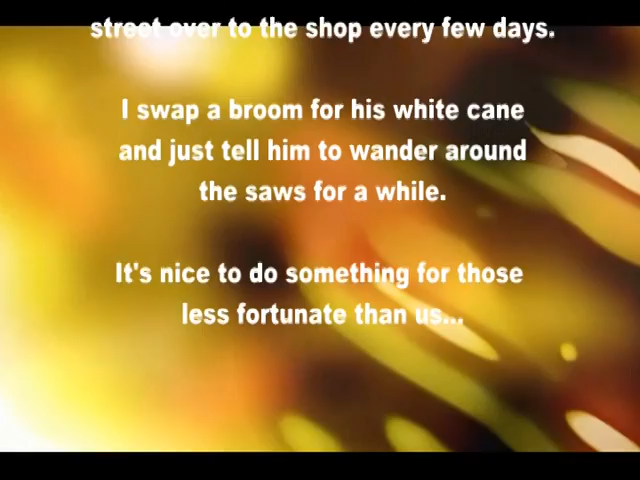 street over to the shop every few days.
I swap a broom for his white cane
and just tell him to wander around
the saws for a while.
It's nice to do something for those
less fortunate than us...